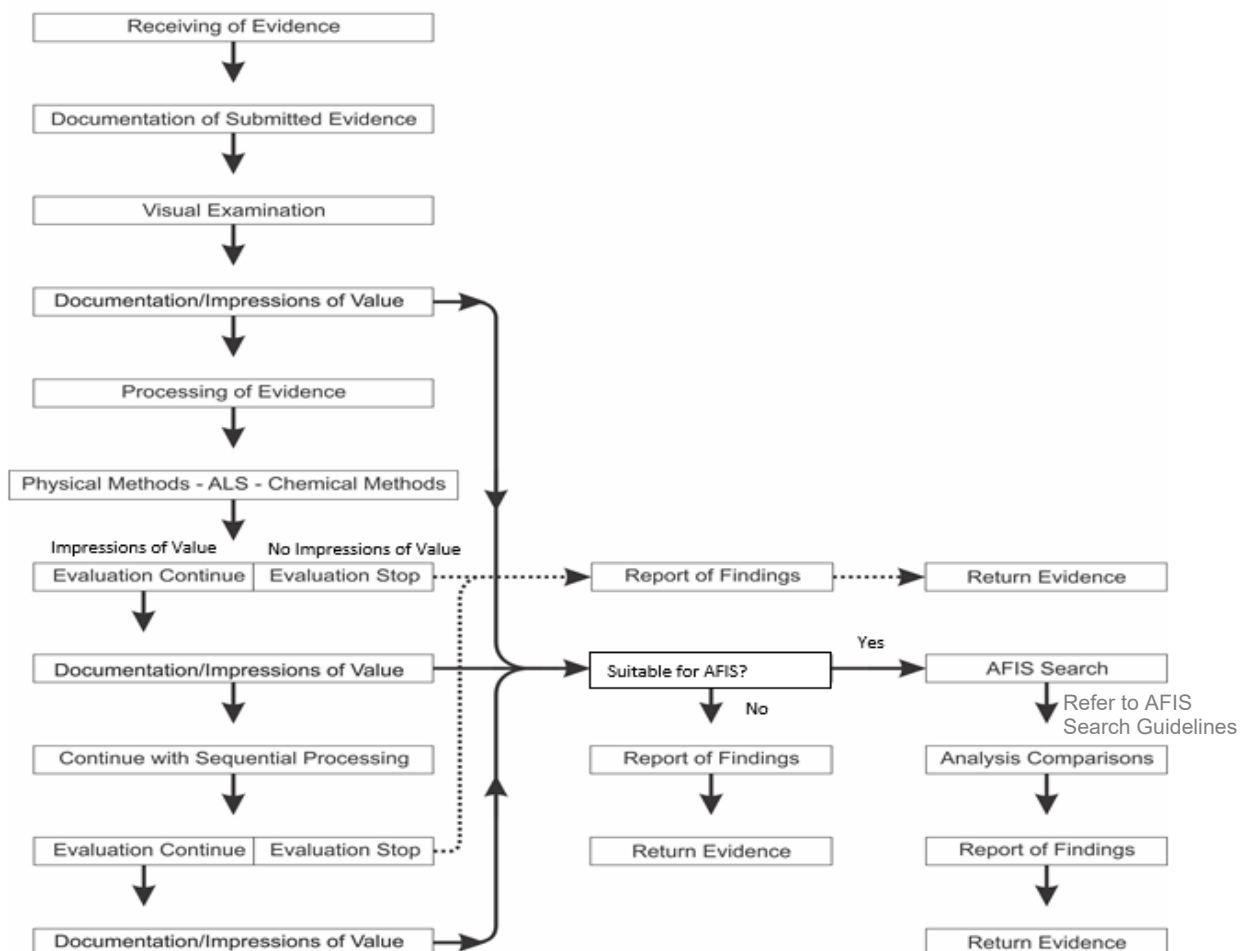 Receiving of Evidence
Documentation of Submitted Evidence
Visual Examination
Documentation/Impressions of Value
Processing of Evidence
Physical Methods - ALS - Chemical Methods
Impressions of Value
No Impressions of Value
Evaluation Continue
Evaluation Stop
Report of Findings
Return Evidence
Documentation/Impressions of Value
Suitable for AFIS?
Yes
AFIS Search
No
Refer to AFIS
Search Guidelines
Continue with Sequential Processing
Report of Findings
Analysis Comparisons
Evaluation Continue
Evaluation Stop
Return Evidence
Report of Findings
Documentation/Impressions of Value
Return Evidence